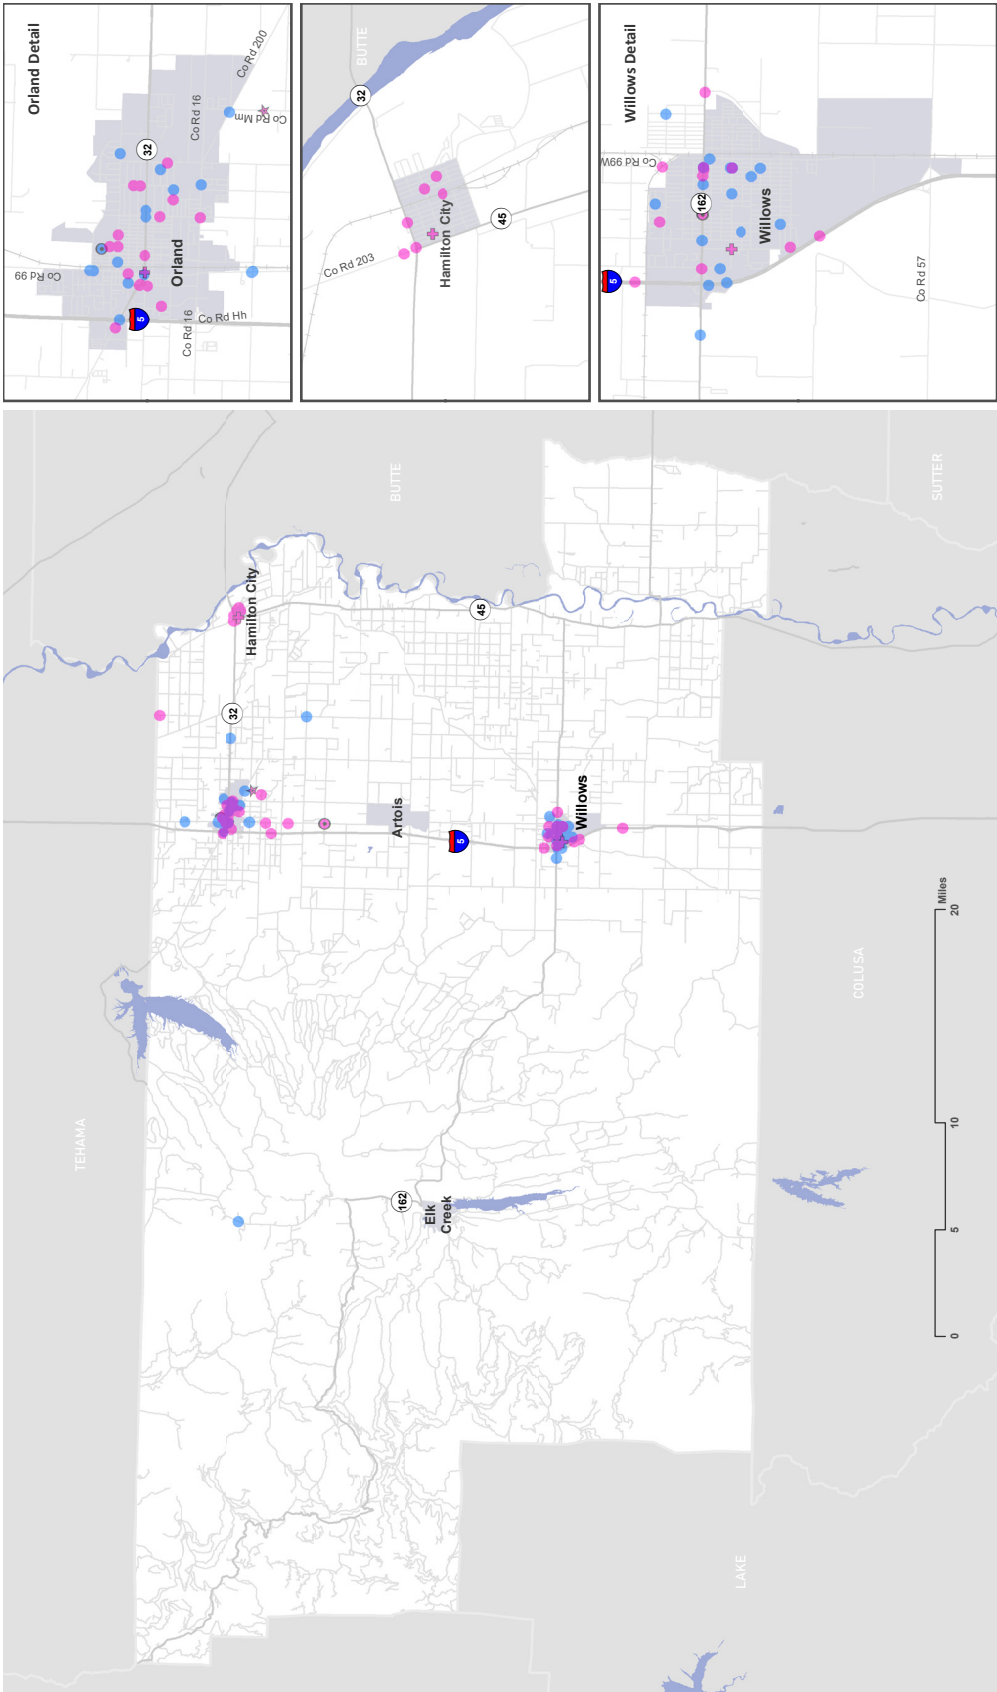 Orland Detail
Co Rd 200
Co Rd 16
Co Rd Mm
32
Orland
Co Rd 99
5
Co Rd 16
Co Rd Hh
BUTTE
32
Co Rd 203
Hamilton City
45
Willows Detail
Co Rd 99W
162
Willows
5
Co Rd 57
TEHAMA
BUTTE
SUTTER
COLUSA
LAKE
Hamilton City
32
45
Artois
5
Willows
162
Elk
Creek
0
5
10
20
Miles